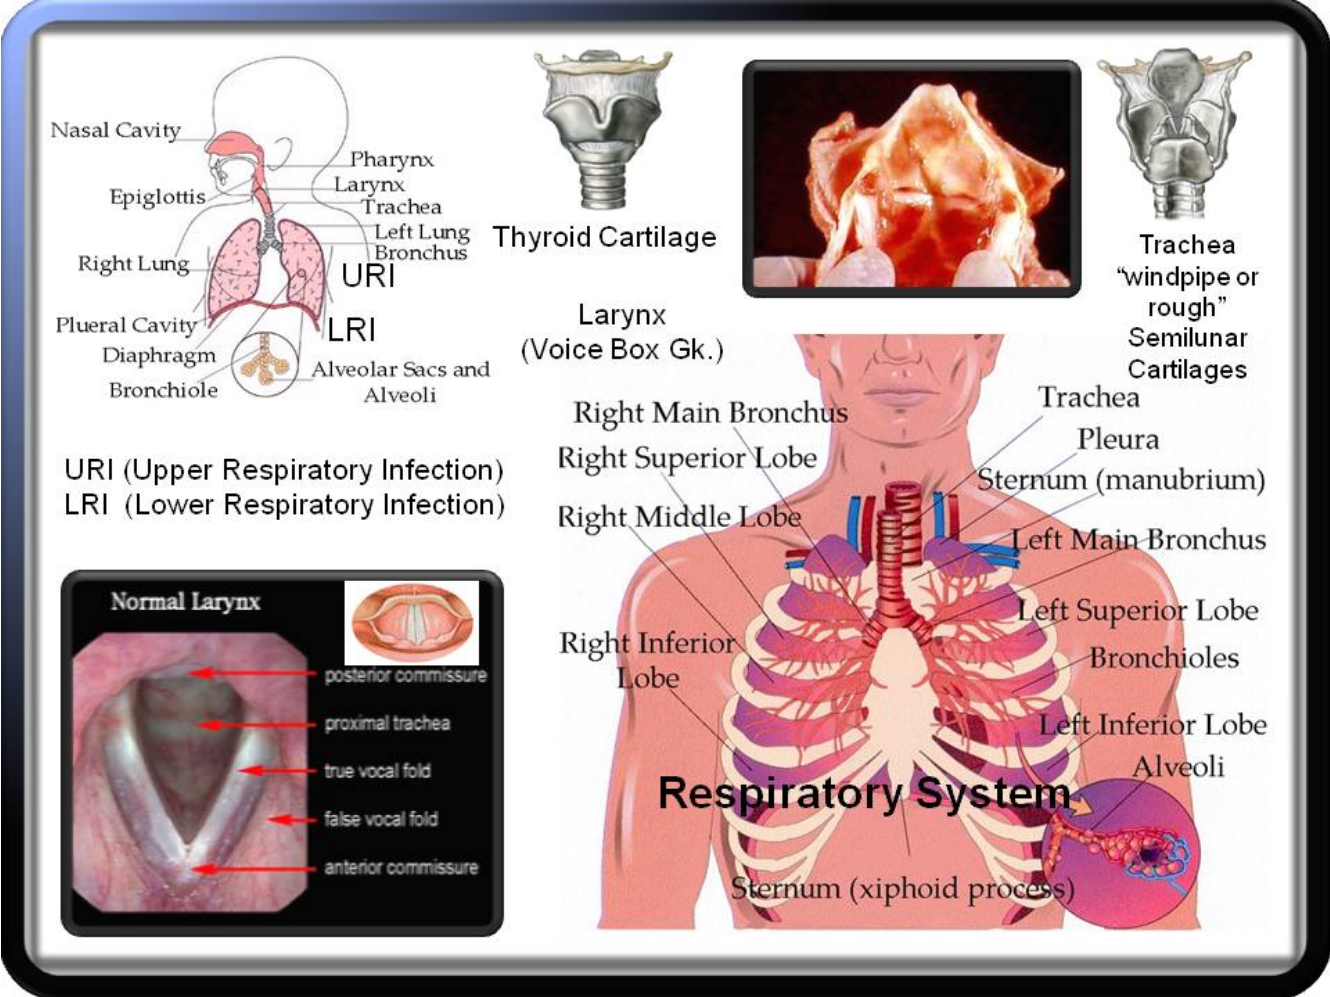 Nasal Cavity
Pharynx
Larynx
Epiglottis
Trachea
Left Lung
Bronchus
Right Lung
URI
Plueral Cavity
LRI
Diaphragm
Bronchiole
Alveolar Sacs and
Alveoli
Thyroid Cartilage
Larynx
(Voice Box Gk.)
Trachea
“windpipe or
rough”
Semilunar
Cartilages
URI (Upper Respiratory Infection)
LRI (Lower Respiratory Infection)
Normal Larynx
posterior commissure
proximal trachea
true vocal fold
false vocal fold
anterior commissure
Right Main Bronchus
Right Superior Lobe
Right Middle Lobe
Right Inferior
Lobe
Trachea
Pleura
Sternum (manubrium)
Left Main Bronchus
Left Superior Lobe
Bronchioles
Left Inferior Lobe
Alveoli
Respiratory System
Sternum (xiphoid process)